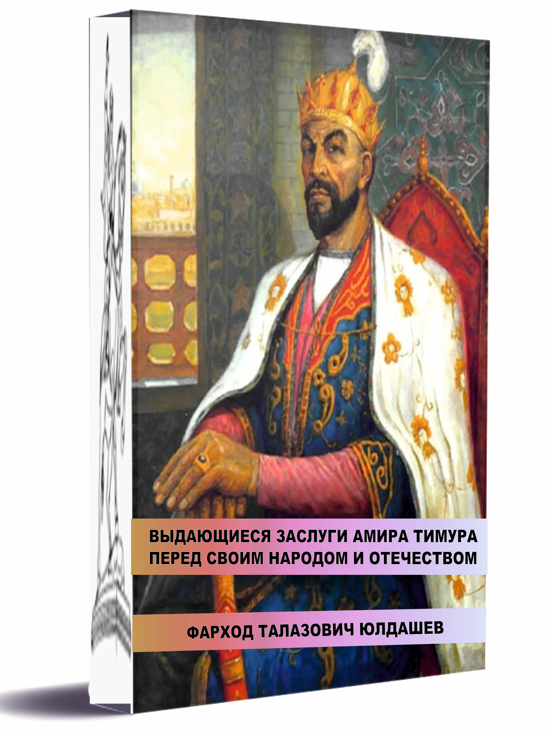 ВЫДАЮЩИЕСЯ ЗАСЛУГИ АМИРА ТИМУРА
ПЕРЕД СВОИМ НАРОДОМ И ОТЕЧЕСТВОМ
ФАРХОД ТАЛАЗОВИЧ ЮЛДАШЕВ